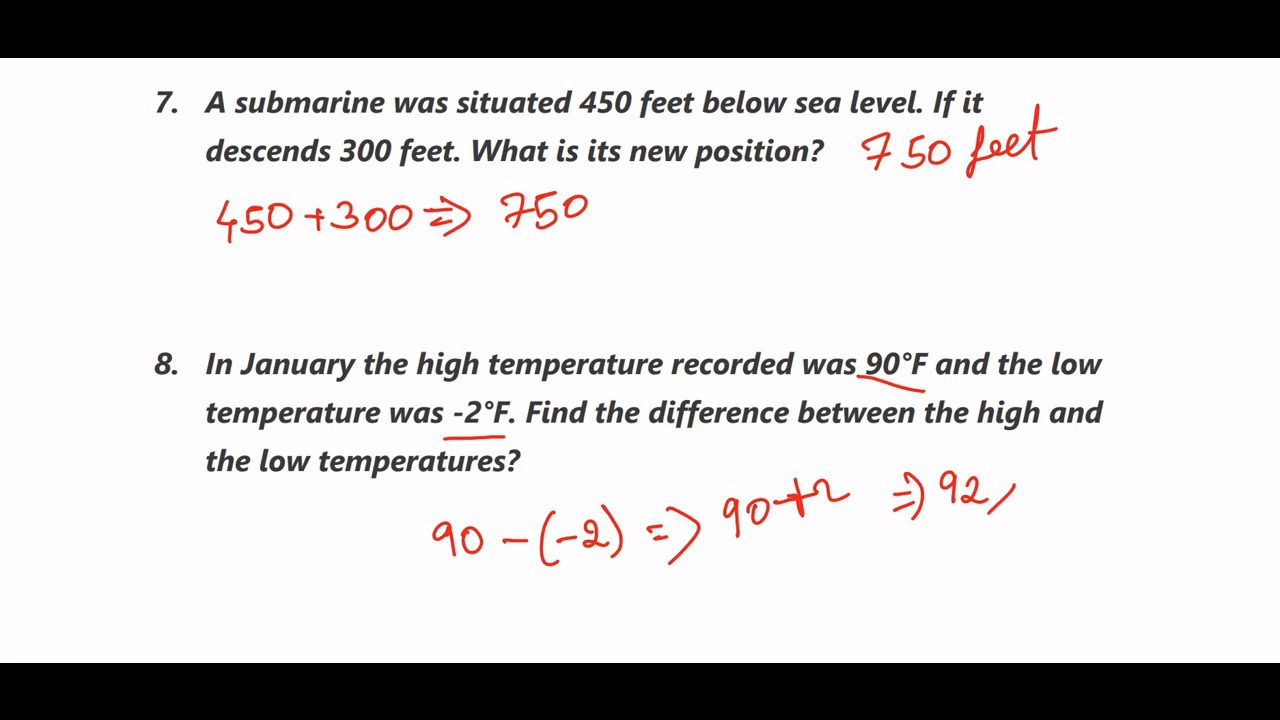 7. A submarine was situated 450 feet below sea level. If it
descends 300 feet. What is its new position? 750 feet
450 + 300 => 750
8. In January the high temperature recorded was 90°F and the low
temperature was -2°F. Find the difference between the high and
the low temperatures?
90 - (-2) => 90 + 2 => 92